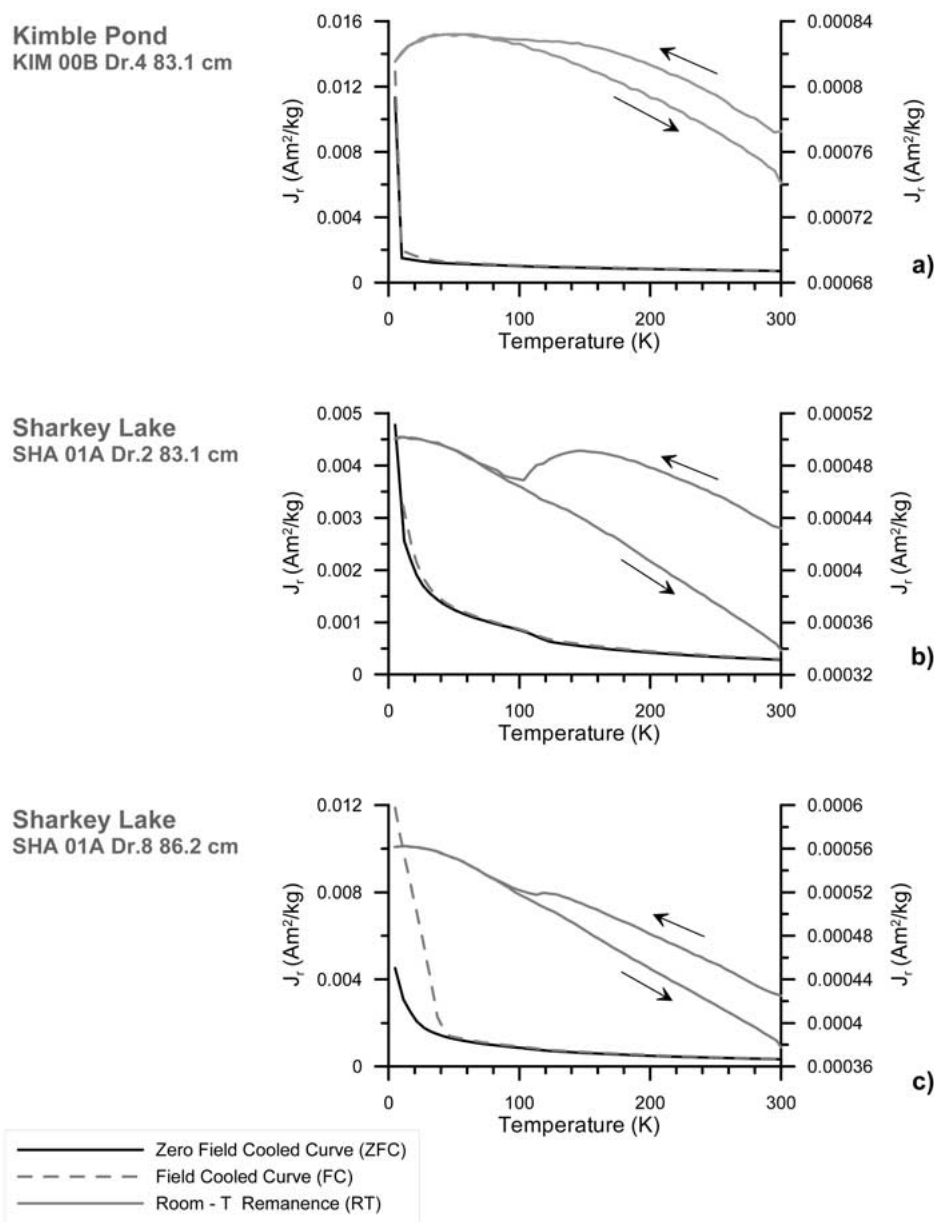 Kimble Pond
KIM 00B Dr.4 83.1 cm
J_r (Am²/kg)
0.016
0.012
0.008
0.004
0
0.00084
0.0008
0.00076
0.00072
0.00068
J_r (Am²/kg)
0 100 200 300
Temperature (K)
a)
Sharkey Lake
SHA 01A Dr.2 83.1 cm
J_r (Am²/kg)
0.005
0.004
0.003
0.002
0.001
0
0.00052
0.00048
0.00044
0.0004
0.00036
0.00032
J_r (Am²/kg)
0 100 200 300
Temperature (K)
b)
Sharkey Lake
SHA 01A Dr.8 86.2 cm
J_r (Am²/kg)
0.012
0.008
0.004
0
0.0006
0.00056
0.00052
0.00048
0.00044
0.0004
0.00036
J_r (Am²/kg)
0 100 200 300
Temperature (K)
c)
Zero Field Cooled Curve (ZFC)
Field Cooled Curve (FC)
Room - T Remanence (RT)